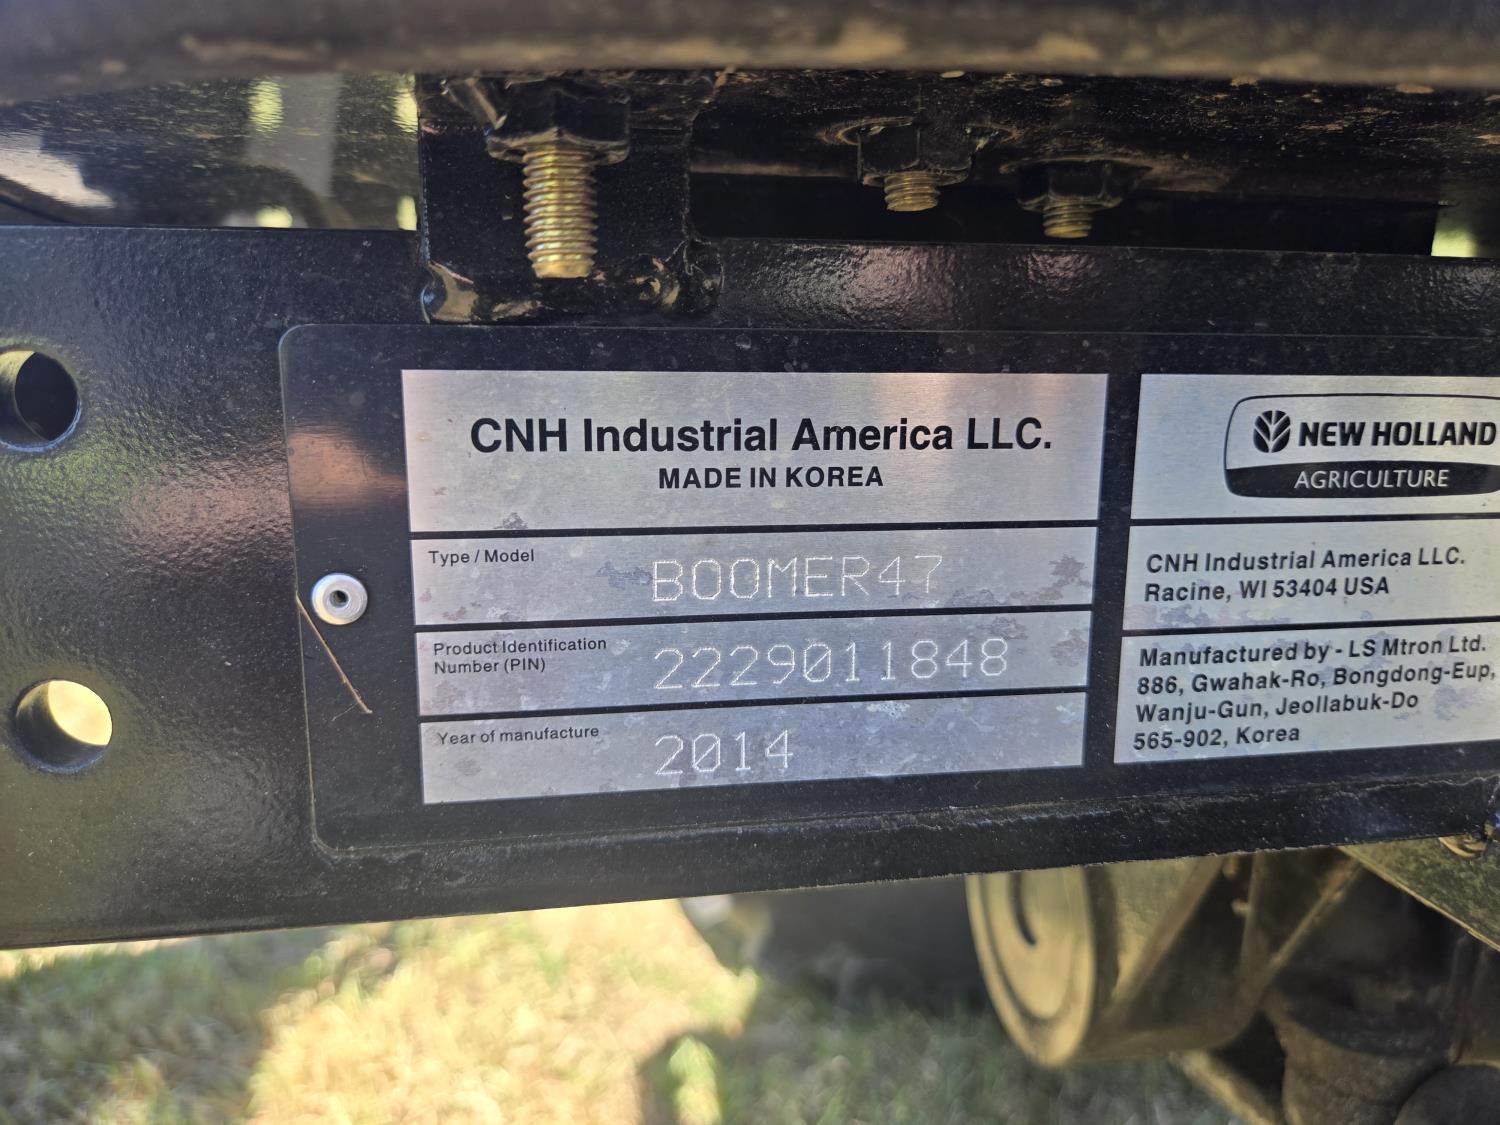 CNH Industrial America LLC.
MADE IN KOREA
Type / Model BOOMER47
Product Identification
Number (PIN) 2229011848
Year of manufacture 2014
NEW HOLLAND
AGRICULTURE
CNH Industrial America LLC.
Racine, WI 53404 USA
Manufactured by - LS Mtron Ltd.
886, Gwahak-Ro, Bongdong-Eup,
Wanju-Gun, Jeollabuk-Do
565-902, Korea